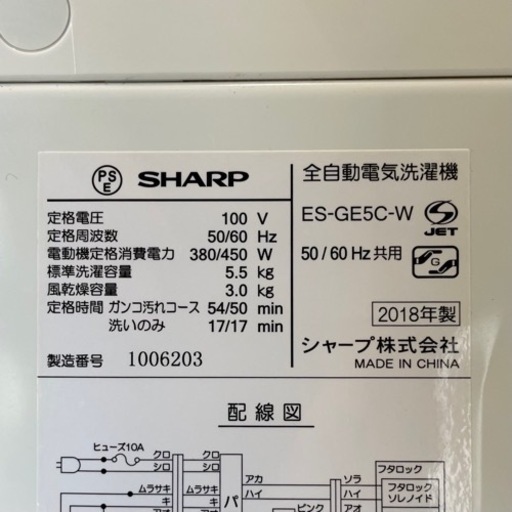 PSE SHARP 全自動電気洗濯機
定格電圧 100 V
ES-GE5C-W S JET
定格周波数 50/60 Hz
電動機定格消費電力 380/450 W
50/60 Hz共用 G
標準洗濯容量 5.5 kg
風乾燥容量 3.0 kg
定格時間 ガンコ汚れコース 54/50 min
2018年製
洗いのみ 17/17 min
シャープ株式会社
製造番号 1006203
MADE IN CHINA
配線図
ヒューズ10A クロ クロ
シロ シロ
アカ ソラ フタロック
ムラサキ ムラサキ ハイ ハイ フタロック
キ キ パ ソレノイド
アオ アオ ピンク アオ